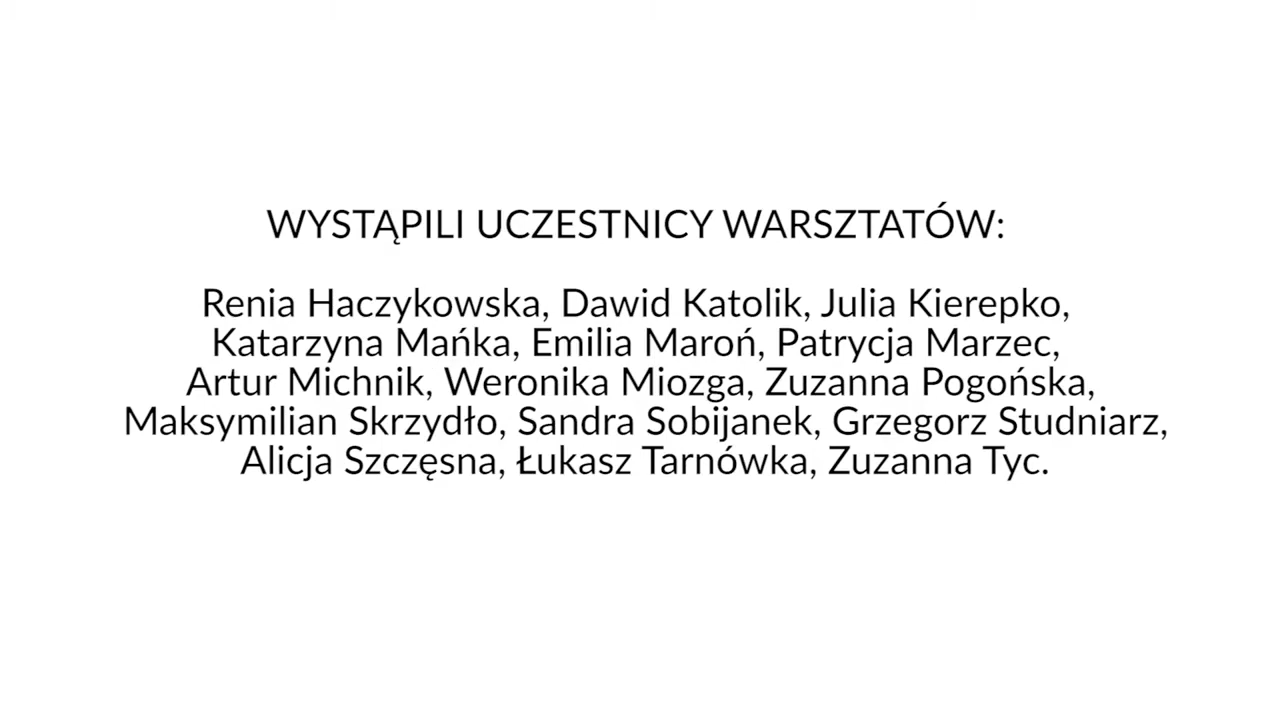 WYSTĄPILI UCZESTNICY WARSZTATÓW:
Renia Haczykowska, Dawid Katolik, Julia Kierepko,
Katarzyna Mańka, Emilia Maroń, Patrycja Marzec,
Artur Michnik, Weronika Miozga, Zuzanna Pogońska,
Maksymilian Skrzydło, Sandra Sobijanek, Grzegorz Studniarz,
Alicja Szczęsna, Łukasz Tarnówka, Zuzanna Tyc.